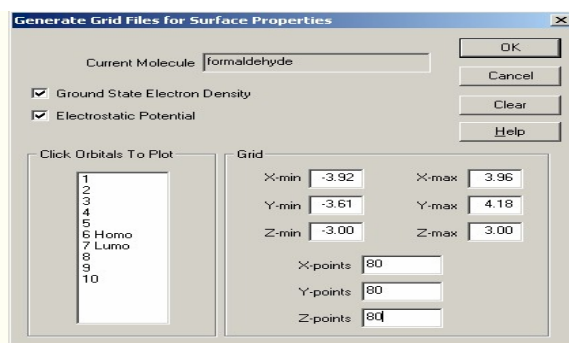 Generate Grid Files for Surface Properties
Current Molecule formaldehyde
OK
Cancel
Clear
Help
Ground State Electron Density
Electrostatic Potential
Click Orbitals To Plot
1
2
3
4
5
6 Homo
7 Lumo
8
9
10
Grid
X-min -3.92 X-max 3.96
Y-min -3.61 Y-max 4.18
Z-min -3.00 Z-max 3.00
X-points 80
Y-points 80
Z-points 80